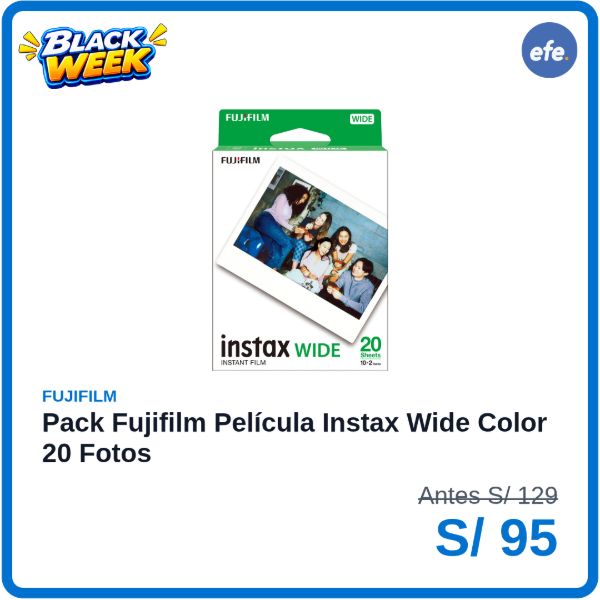 BLACK
WEEK
efe.
FUJIFILM
WIDE
FUJIFILM
instax WIDE
INSTANT FILM
20
Sheets
FUJIFILM
Pack Fujifilm Película Instax Wide Color
20 Fotos
Antes S/ 129
S/ 95